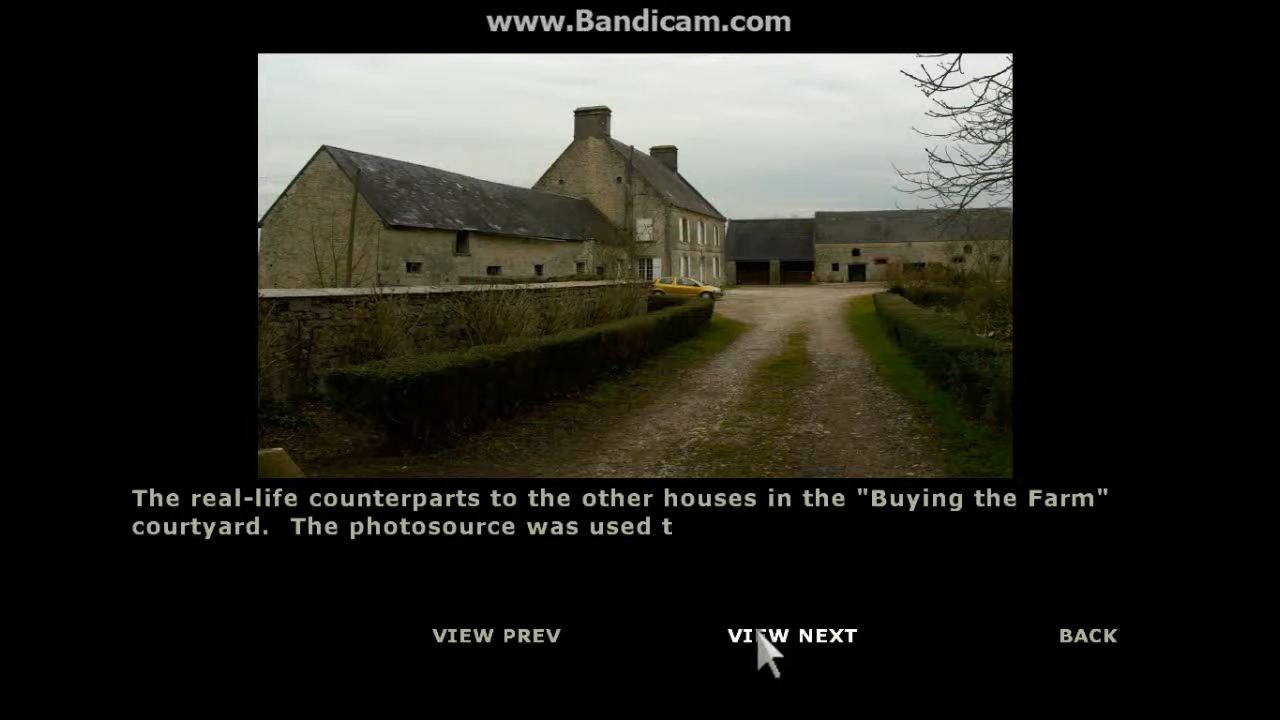 www.Bandicam.com
The real-life counterparts to the other houses in the "Buying the Farm"
courtyard.  The photosource was used t
VIEW PREV
VIEW NEXT
BACK